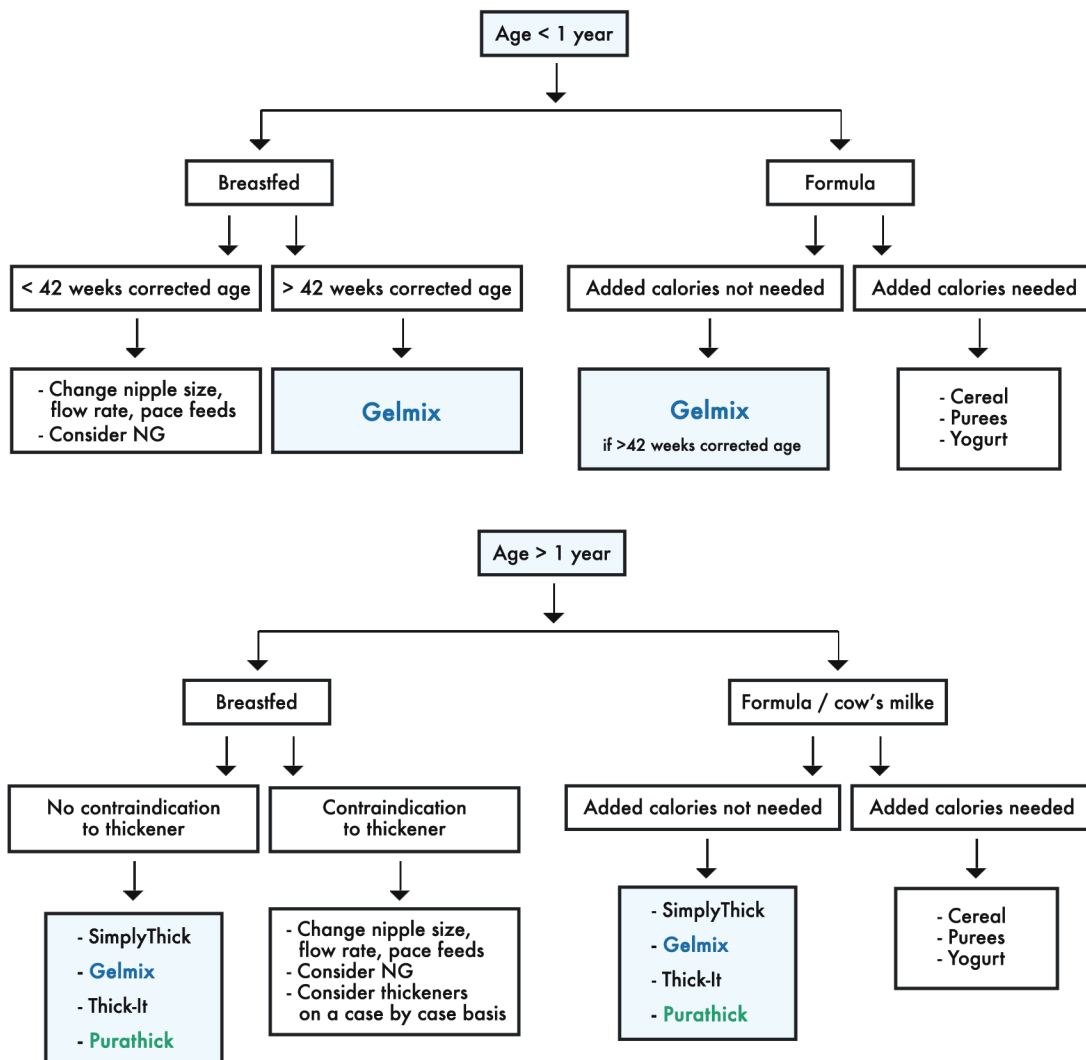 Age < 1 year
Breastfed
Formula
< 42 weeks corrected age
> 42 weeks corrected age
Added calories not needed
Added calories needed
- Change nipple size,
flow rate, pace feeds
- Consider NG
Gelmix
Gelmix
if >42 weeks corrected age
- Cereal
- Purees
- Yogurt
Age > 1 year
Breastfed
Formula / cow's milke
No contraindication
to thickener
Contraindication
to thickener
Added calories not needed
Added calories needed
- SimplyThick
- Gelmix
- Thick-It
- Purathick
- Change nipple size,
flow rate, pace feeds
- Consider NG
- Consider thickeners
on a case by case basis
- SimplyThick
- Gelmix
- Thick-It
- Purathick
- Cereal
- Purees
- Yogurt